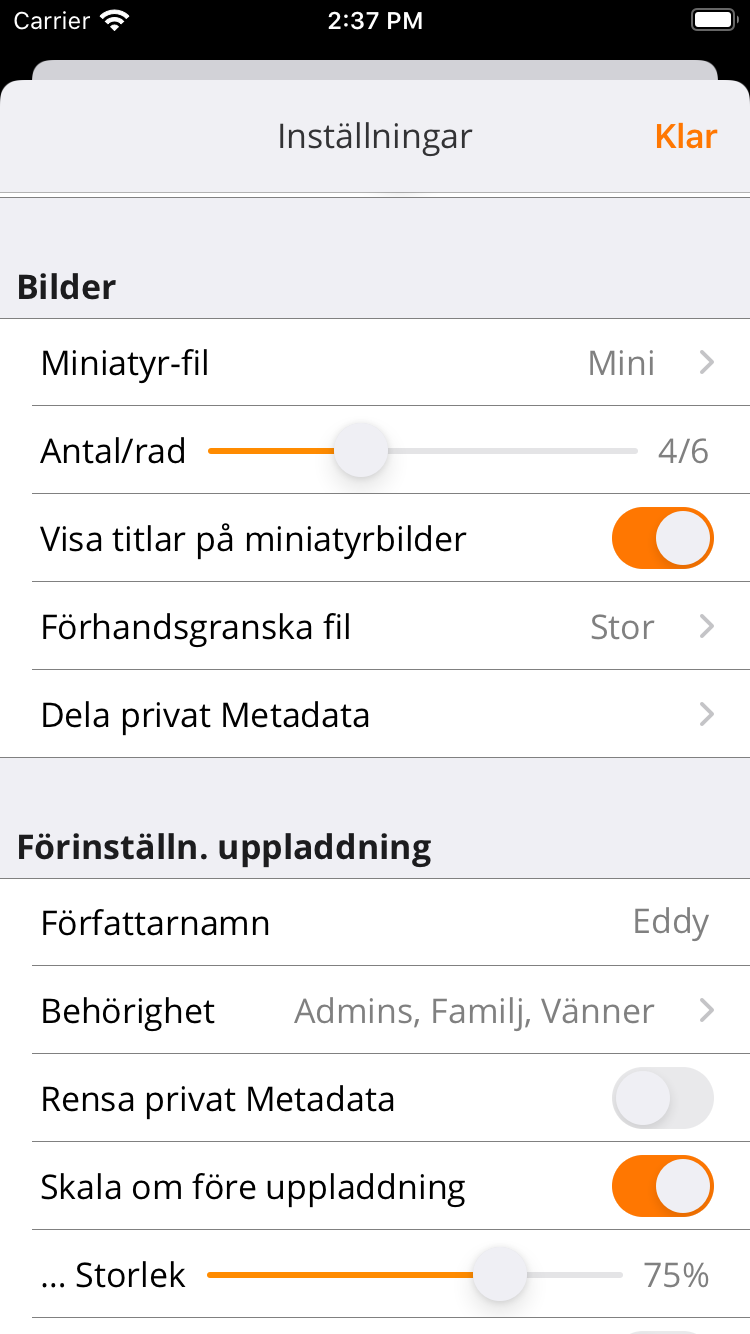 Carrier 2:37 PM
Inställningar Klar
Bilder
Miniatyr-fil Mini
Antal/rad 4/6
Visa titlar på miniatyrbilder
Förhandsgranska fil Stor
Dela privat Metadata
Förinställn. uppladdning
Författarnamn Eddy
Behörighet Admins, Familj, Vänner
Rensa privat Metadata
Skala om före uppladdning
... Storlek 75%